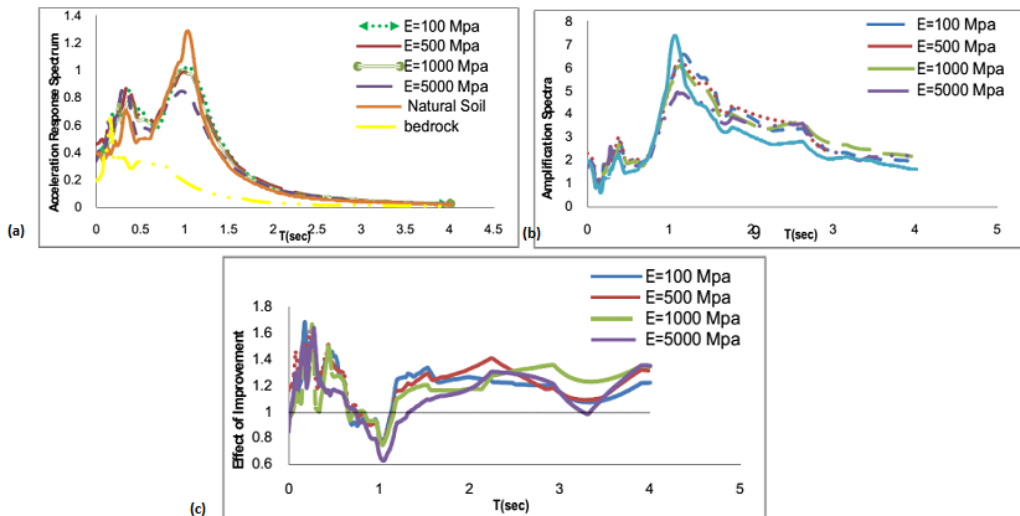 (a)
Acceleration Response Spectrum
1.4
1.2
1
0.8
0.6
0.4
0.2
0
0 0.5 1 1.5 2 2.5 3 3.5 4 4.5
T(sec)
E=100 Mpa
E=500 Mpa
E=1000 Mpa
E=5000 Mpa
Natural Soil
bedrock
(b)
Amplification Spectra
8
7
6
5
4
3
2
1
0
0 1 2 3 4 5
9 T(sec)
E=100 Mpa
E=500 Mpa
E=1000 Mpa
E=5000 Mpa
(c)
Effect of Improvement
1.8
1.6
1.4
1.2
1
0.8
0.6
0 1 2 3 4 5
T(sec)
E=100 Mpa
E=500 Mpa
E=1000 Mpa
E=5000 Mpa